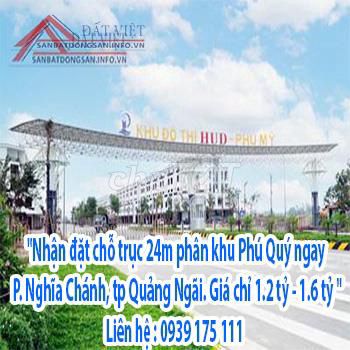 ĐẤT VIỆT
SANBATDONGSAN.INFO.VN
SANBATDONGSAN.INFO.VN
KHU ĐÔ THỊ HUD - PHÚ MỸ
"Nhận đặt chỗ trục 24m phân khu Phú Quý ngay
P. Nghĩa Chánh, tp Quảng Ngãi. Giá chỉ 1.2 tỷ - 1.6 tỷ "
Liên hệ : 0939 175 111